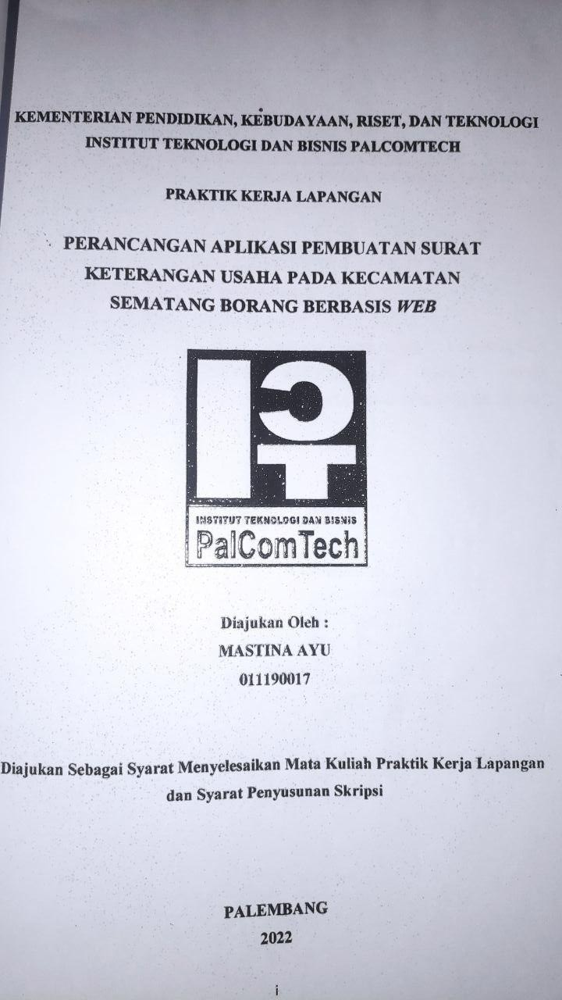 KEMENTERIAN PENDIDIKAN, KEBUDAYAAN, RISET, DAN TEKNOLOGI
INSTITUT TEKNOLOGI DAN BISNIS PALCOMTECH
PRAKTIK KERJA LAPANGAN
PERANCANGAN APLIKASI PEMBUATAN SURAT
KETERANGAN USAHA PADA KECAMATAN
SEMATANG BORANG BERBASIS WEB
INSTITUT TEKNOLOGI DAN BISNIS
PalComTech
Diajukan Oleh :
MASTINA AYU
011190017
Diajukan Sebagai Syarat Menyelesaikan Mata Kuliah Praktik Kerja Lapangan
dan Syarat Penyusunan Skripsi
PALEMBANG
2022
i